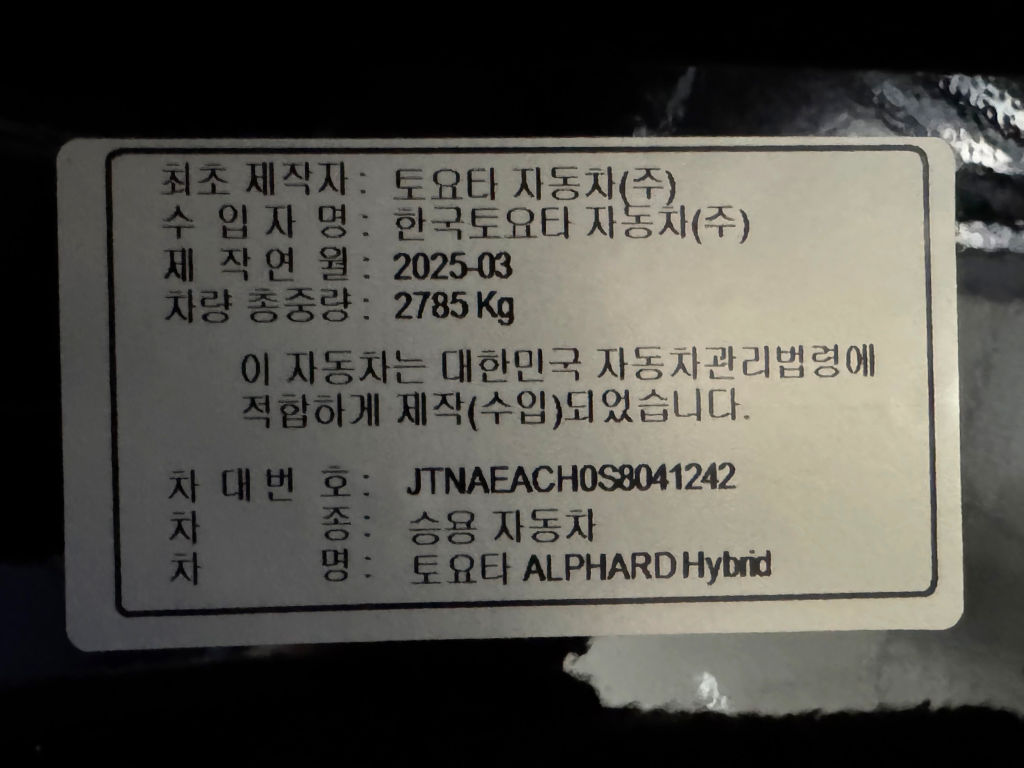 최초 제작자 : 토요타 자동차(주)
수 입 자 명 : 한국토요타 자동차(주)
제 작 연 월 : 2025-03
차량 총중량 : 2785 Kg
이 자동차는 대한민국 자동차관리법령에
적합하게 제작(수입)되었습니다.
차 대 번 호 : JTNAEACH0S8041242
차 종 : 승용 자동차
차 명 : 토요타 ALPHARD Hybrid